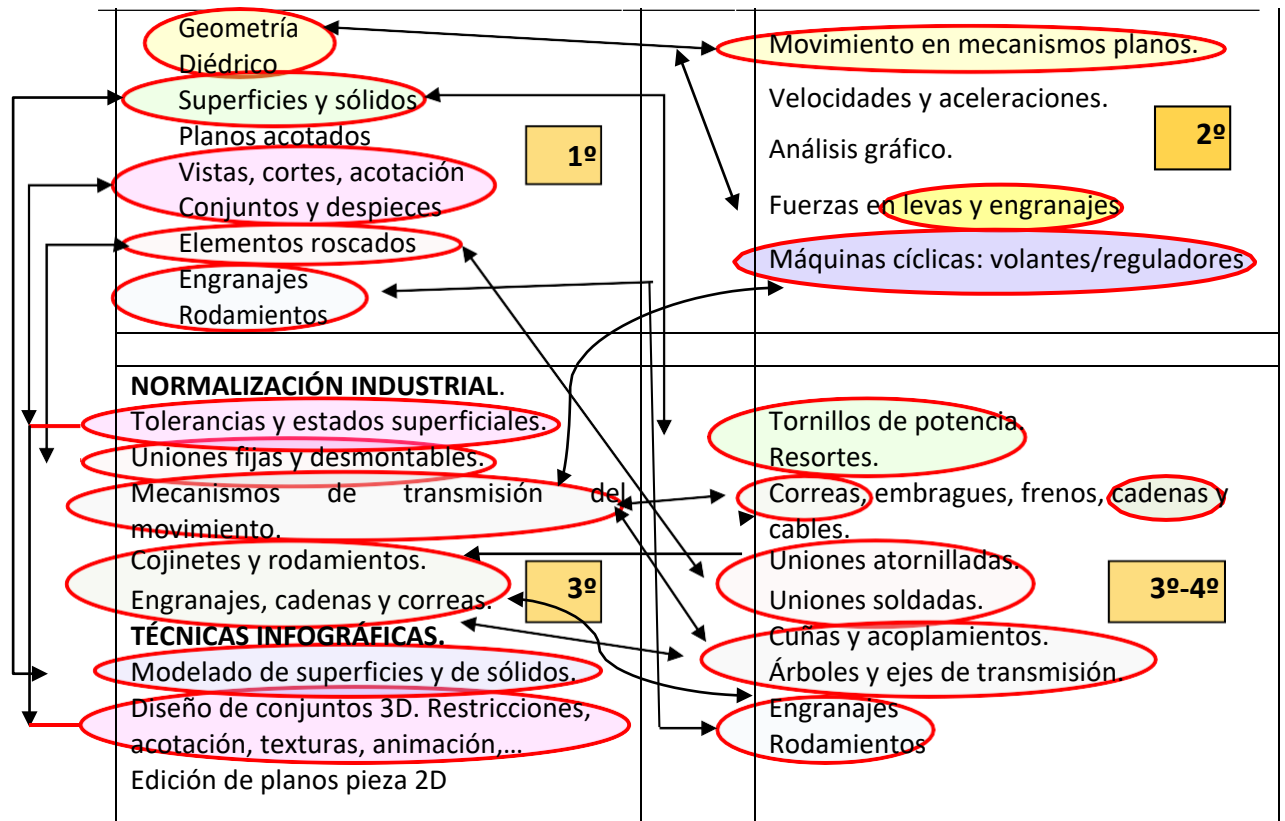 Geometría
Diédrico
Superficies y sólidos
Planos acotados
Vistas, cortes, acotación
Conjuntos y despieces
Elementos roscados
Engranajes
Rodamientos
1º
Movimiento en mecanismos planos.
Velocidades y aceleraciones.
Análisis gráfico.
Fuerzas en levas y engranajes
Máquinas cíclicas: volantes/reguladores
2º
NORMALIZACIÓN INDUSTRIAL.
Tolerancias y estados superficiales.
Uniones fijas y desmontables.
Mecanismos de transmisión del
movimiento.
Cojinetes y rodamientos.
Engranajes, cadenas y correas.
3º
TÉCNICAS INFOGRÁFICAS.
Modelado de superficies y de sólidos.
Diseño de conjuntos 3D. Restricciones,
acotación, texturas, animación,...
Edición de planos pieza 2D
Tornillos de potencia.
Resortes.
Correas, embragues, frenos, cadenas y
cables.
Uniones atornilladas.
Uniones soldadas.
3º-4º
Cuñas y acoplamientos.
Árboles y ejes de transmisión.
Engranajes
Rodamientos